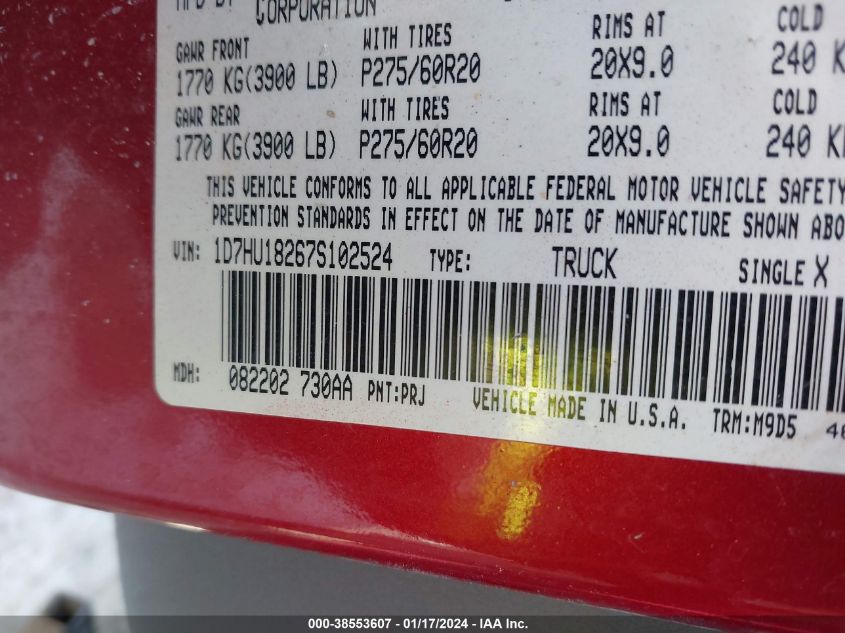 MFD BY CORPORATION
GAWR FRONT WITH TIRES RIMS AT COLD
1770 KG(3900 LB) P275/60R20 20X9.0 240
GAWR REAR WITH TIRES RIMS AT COLD
1770 KG(3900 LB) P275/60R20 20X9.0 240
THIS VEHICLE CONFORMS TO ALL APPLICABLE FEDERAL MOTOR VEHICLE SAFETY
PREVENTION STANDARDS IN EFFECT ON THE DATE OF MANUFACTURE SHOWN ABO
VIN: 1D7HU18267S102524 TYPE: TRUCK SINGLE X
MDH: 082202 730AA PNT:PRJ VEHICLE MADE IN U.S.A. TRM:M9D5
000-38553607 - 01/17/2024 - IAA Inc.